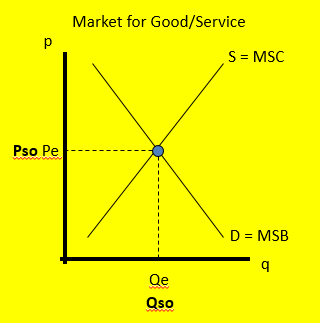 Market for Good/Service
p
S = MSC
Pso Pe
D = MSB
q
Qe
Qso